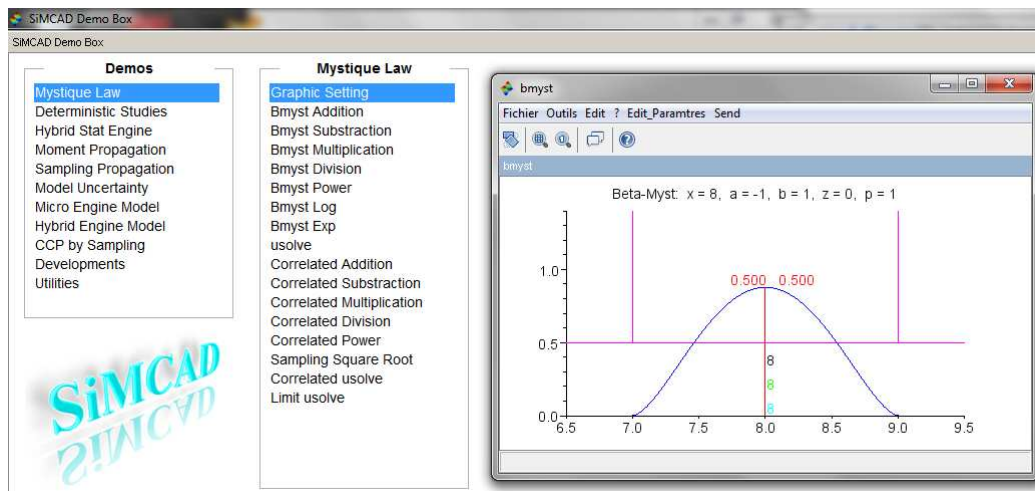 SiMCAD Demo Box
SiMCAD Demo Box
Demos
Mystique Law
Deterministic Studies
Hybrid Stat Engine
Moment Propagation
Sampling Propagation
Model Uncertainty
Micro Engine Model
Hybrid Engine Model
CCP by Sampling
Developments
Utilities
SiMCAD
Mystique Law
Graphic Setting
Bmyst Addition
Bmyst Substraction
Bmyst Multiplication
Bmyst Division
Bmyst Power
Bmyst Log
Bmyst Exp
usolve
Correlated Addition
Correlated Substraction
Correlated Multiplication
Correlated Division
Correlated Power
Sampling Square Root
Correlated usolve
Limit usolve
bmyst
Fichier Outils Edit ? Edit_Paramtres Send
bmyst
Beta-Myst: x = 8, a = -1, b = 1, z = 0, p = 1
0.500 0.500
1.0
0.5
8
8
8
0.0
6.5 7.0 7.5 8.0 8.5 9.0 9.5